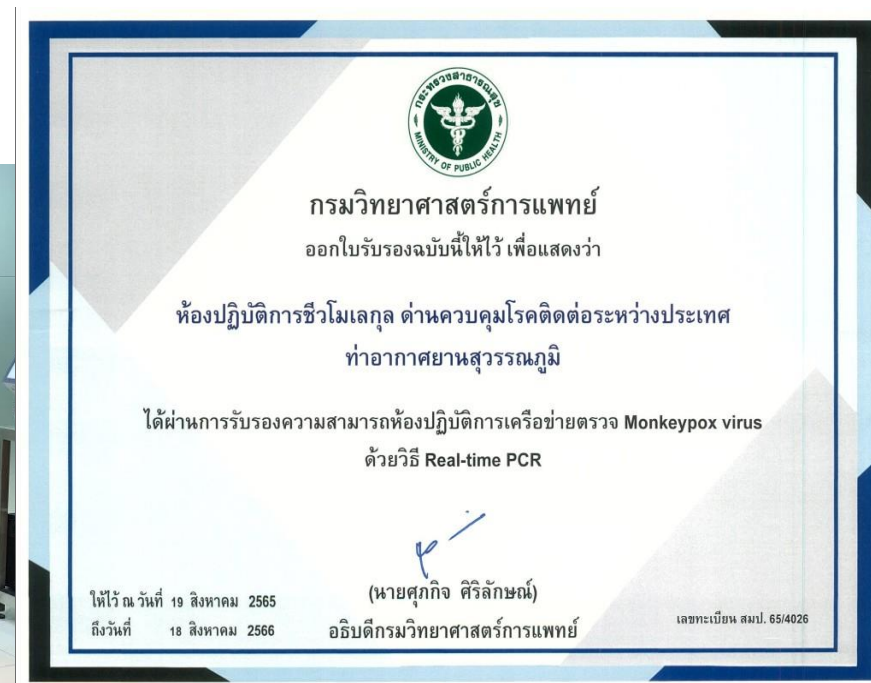 กระทรวงสาธารณสุข
MINISTRY OF PUBLIC HEALTH
กรมวิทยาศาสตร์การแพทย์
ออกใบรับรองฉบับนี้ให้ไว้ เพื่อแสดงว่า
ห้องปฏิบัติการชีวโมเลกุล ด่านควบคุมโรคติดต่อระหว่างประเทศ
ท่าอากาศยานสุวรรณภูมิ
ได้ผ่านการรับรองความสามารถห้องปฏิบัติการเครือข่ายตรวจ Monkeypox virus
ด้วยวิธี Real-time PCR
(นายศุภกิจ ศิริลักษณ์)
อธิบดีกรมวิทยาศาสตร์การแพทย์
ให้ไว้ ณ วันที่ 19 สิงหาคม 2565
ถึงวันที่ 18 สิงหาคม 2566
เลขทะเบียน สมป. 65/4026